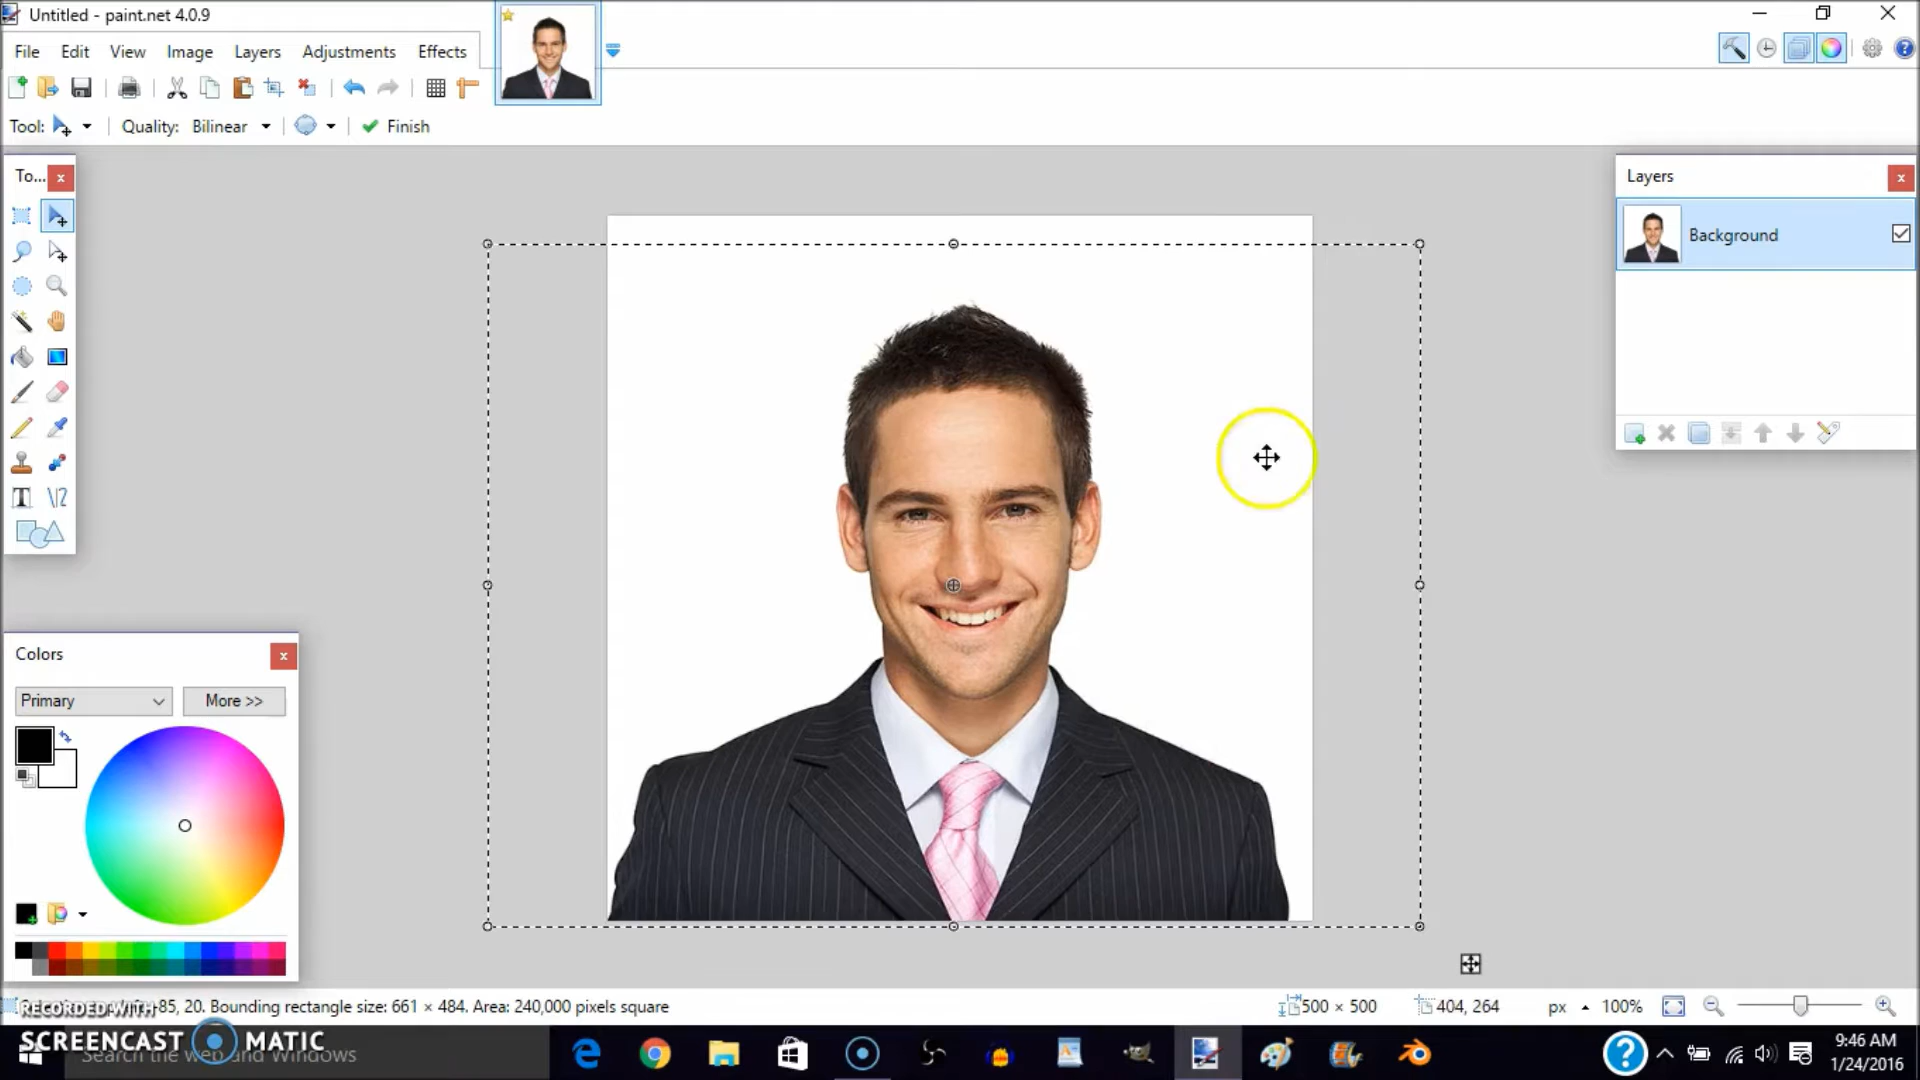 Untitled - paint.net 4.0.9
File Edit View Image Layers Adjustments Effects
Tool: Quality: Bilinear Finish
To...
Layers
Background
Colors
Primary More >>
85, 20. Bounding rectangle size: 661 × 484. Area: 240,000 pixels square
500 × 500 404, 264 px 100%
RECORDED WITH
SCREENCAST MATIC
Search the web and Windows
9:46 AM
1/24/2016